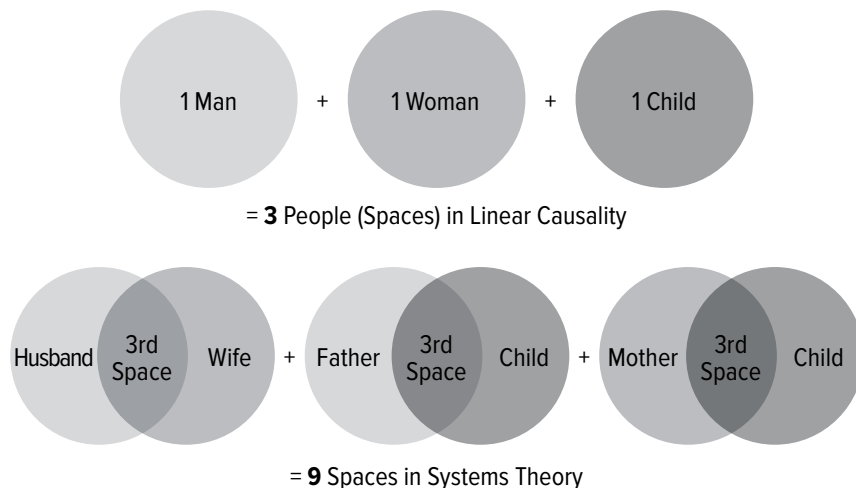 1 Man + 1 Woman + 1 Child
= 3 People (Spaces) in Linear Causality
Husband 3rd Space Wife + Father 3rd Space Child + Mother 3rd Space Child
= 9 Spaces in Systems Theory